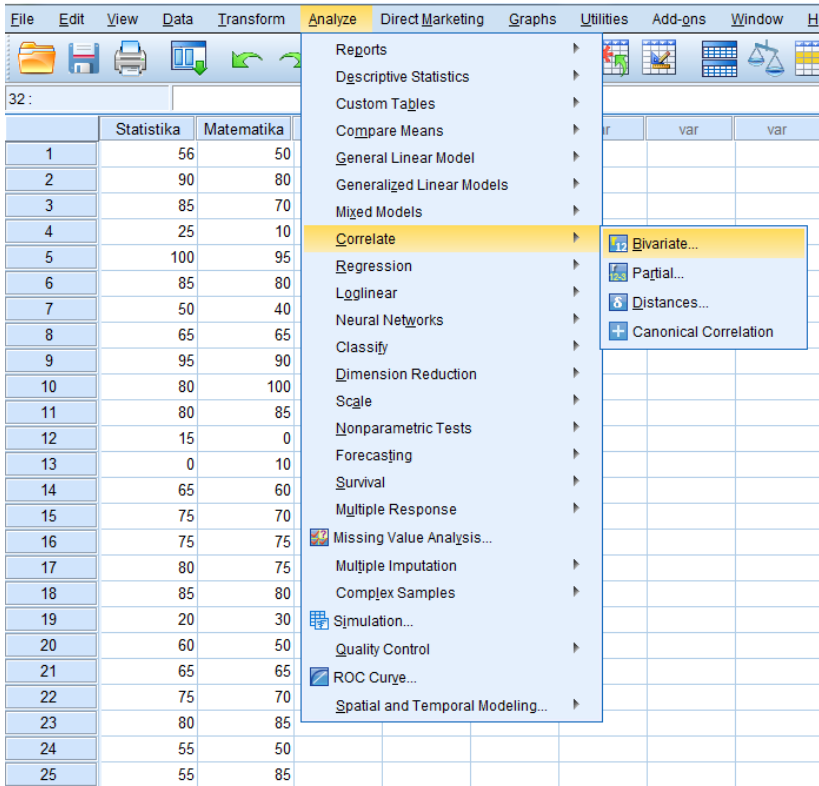 File Edit View Data Transform Analyze Direct Marketing Graphs Utilities Add-ons Window H
32 :
Statistika Matematika var var
1 56 50
2 90 80
3 85 70
4 25 10
5 100 95
6 85 80
7 50 40
8 65 65
9 95 90
10 80 100
11 80 85
12 15 0
13 0 10
14 65 60
15 75 70
16 75 75
17 80 75
18 85 80
19 20 30
20 60 50
21 65 65
22 75 70
23 80 85
24 55 50
25 55 85
Reports
Descriptive Statistics
Custom Tables
Compare Means
General Linear Model
Generalized Linear Models
Mixed Models
Correlate
Regression
Loglinear
Neural Networks
Classify
Dimension Reduction
Scale
Nonparametric Tests
Forecasting
Survival
Multiple Response
Missing Value Analysis...
Multiple Imputation
Complex Samples
Simulation...
Quality Control
ROC Curve...
Spatial and Temporal Modeling...
Bivariate...
Partial...
Distances...
Canonical Correlation